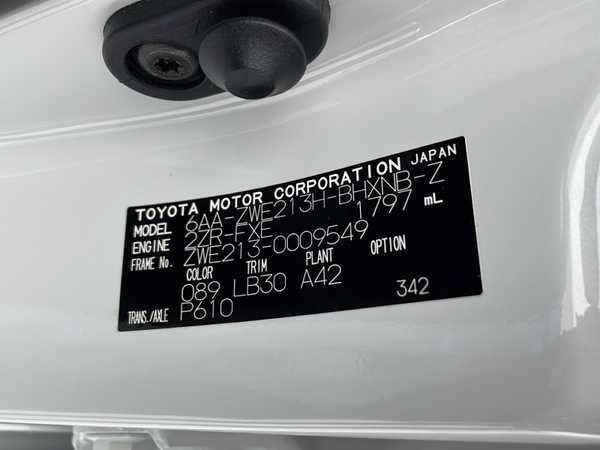 TOYOTA MOTOR CORPORATION JAPAN
MODEL 6AA-ZWE213H-BHXNB-Z
ENGINE 2ZR-FXE 1797 mL
FRAME No. ZWE213-0009549
COLOR TRIM PLANT OPTION
089 LB30 A42
TRANS./AXLE P610 342